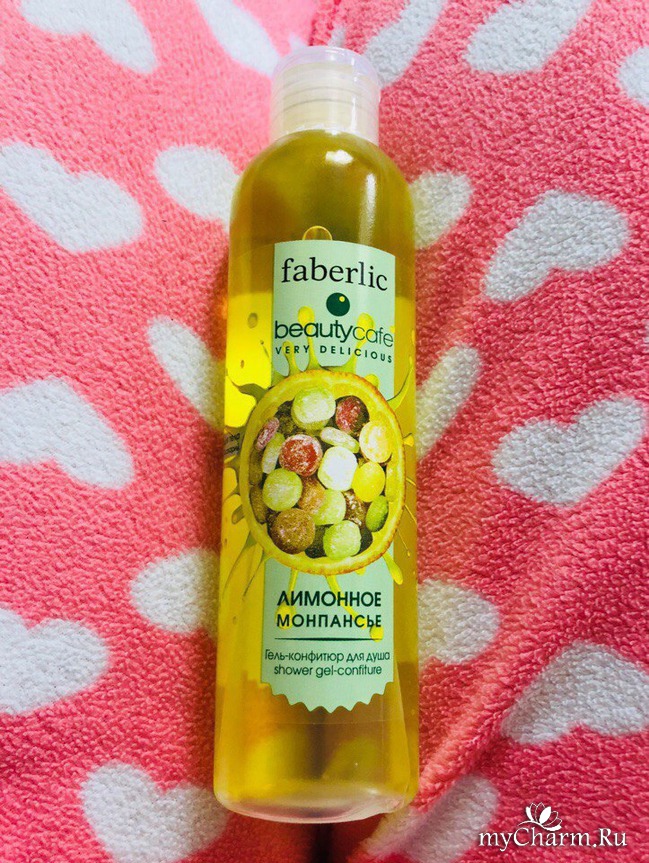 faberlic
beautycafe
VERY DELICIOUS
ЛИМОННОЕ
МОНПАНСЬЕ
Гель-конфитюр для душа
shower gel-confiture
myCharm.Ru